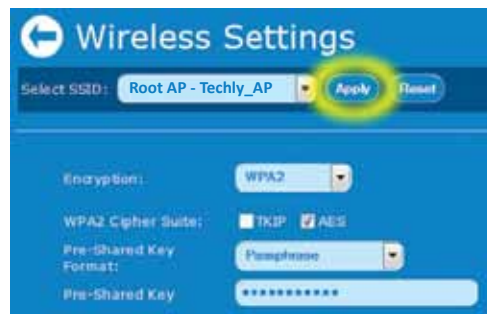 Wireless Settings
Select SSID: Root AP - Techly_AP Apply Reset
Encryption: WPA2
WPA2 Cipher Suite: TKIP AES
Pre-Shared Key Format: Passphrase
Pre-Shared Key ***********